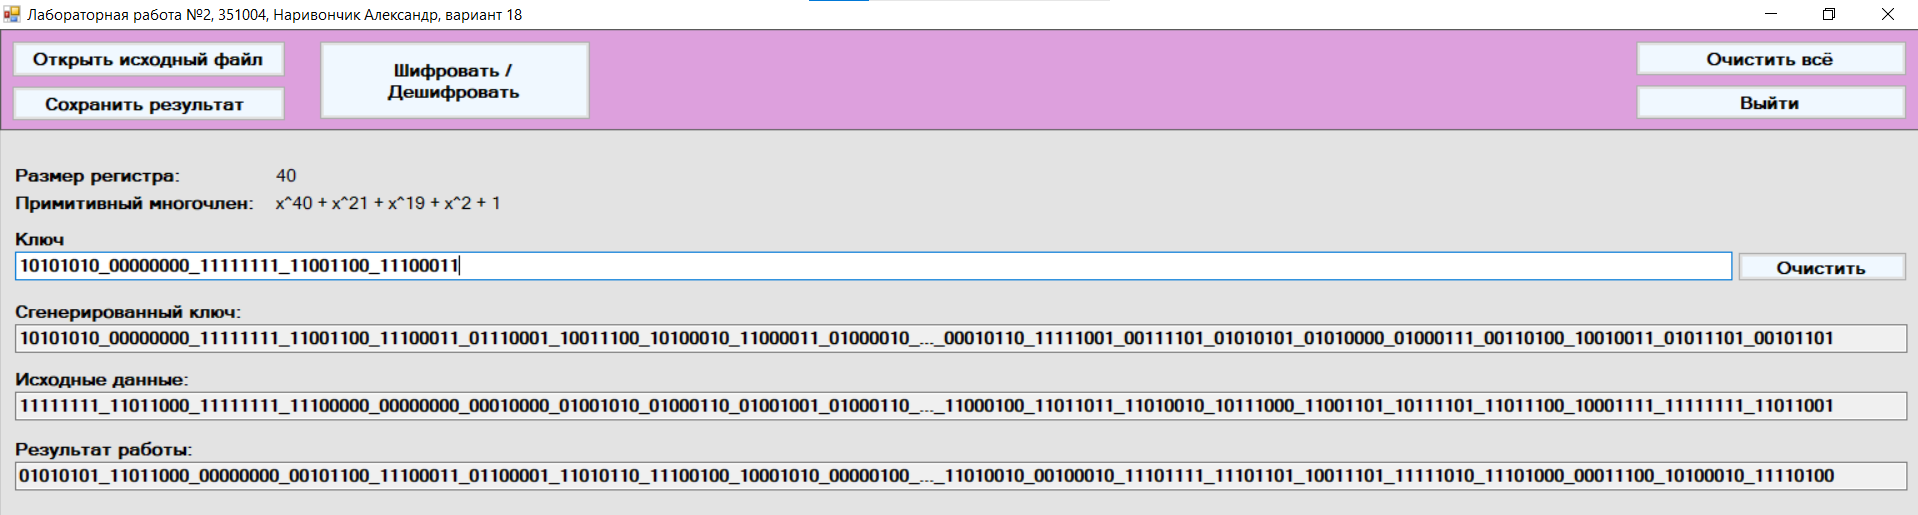 Лабораторная работа №2, 351004, Наривончик Александр, вариант 18
Открыть исходный файл
Сохранить результат
Шифровать /
Дешифровать
Очистить всё
Выйти
Размер регистра: 40
Примитивный многочлен: x^40 + x^21 + x^19 + x^2 + 1
Ключ
10101010_00000000_11111111_11001100_11100011
Очистить
Сгенерированный ключ:
10101010_00000000_11111111_11001100_11100011_01110001_10011100_10100010_11000011_01000010_..._00010110_11111001_00111101_01010101_01010000_01000111_00110100_10010011_01011101_00101101
Исходные данные:
11111111_11011000_11111111_11100000_00000000_00010000_01001010_01000110_01001001_01000110_..._11000100_11011011_11010010_10111000_11001101_10111101_11011100_10001111_11111111_11011001
Результат работы:
01010101_11011000_00000000_00101100_11100011_01100001_11010110_11100100_10001010_00000100_..._11010010_00100010_11101111_11101101_10011101_11111010_11101000_00011100_10100010_11110100